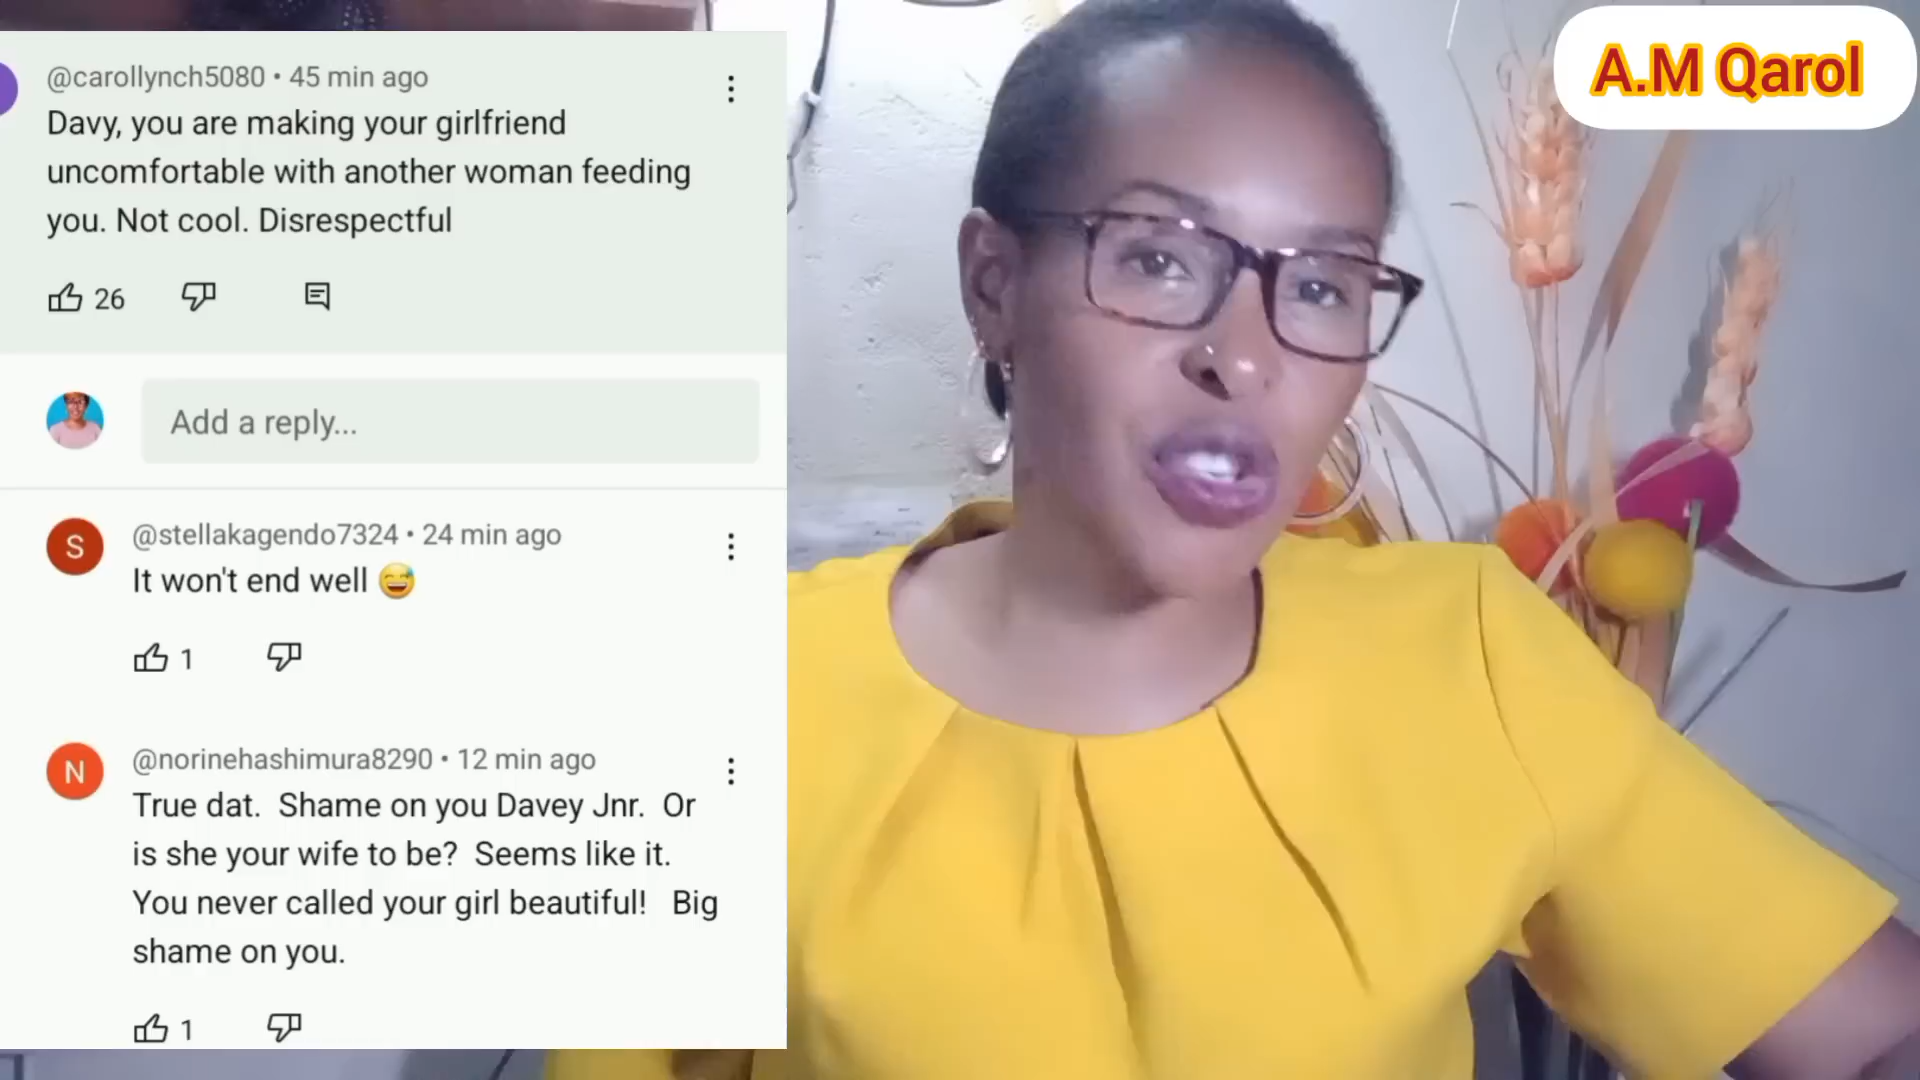 A.M Qarol
@carollynch5080 • 45 min ago
Davy, you are making your girlfriend
uncomfortable with another woman feeding
you. Not cool. Disrespectful
26
Add a reply...
S
@stellakagendo7324 • 24 min ago
It won't end well 😅
1
N
@norinehashimura8290 • 12 min ago
True dat.  Shame on you Davey Jnr.  Or
is she your wife to be?  Seems like it.
You never called your girl beautiful!   Big
shame on you.
1